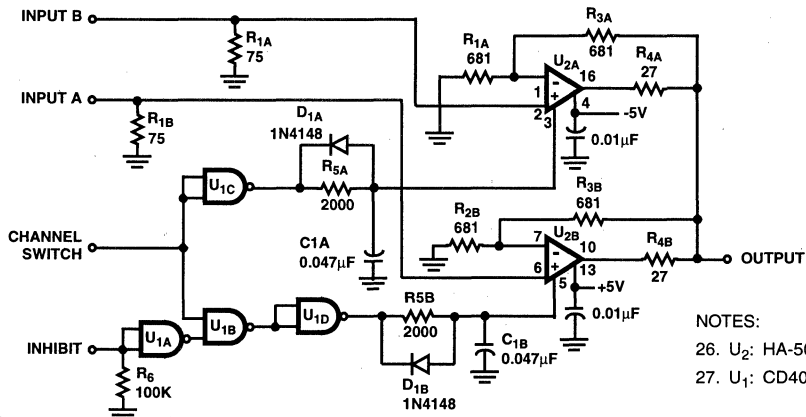 INPUT B
R1A
75
INPUT A
R1B
75
R1A
681
R3A
681
U2A
16
R4A
27
1
-
+
2
3
4
-5V
0.01µF
D1A
1N4148
U1C
R5A
2000
C1A
0.047µF
CHANNEL
SWITCH
R2B
681
R3B
681
U2B
7
-
+
6
5
10
13
R4B
27
OUTPUT
+5V
0.01µF
U1B
U1D
R5B
2000
C1B
0.047µF
D1B
1N4148
INHIBIT
U1A
R6
100K
NOTES:
26. U2: HA-50
27. U1: CD40